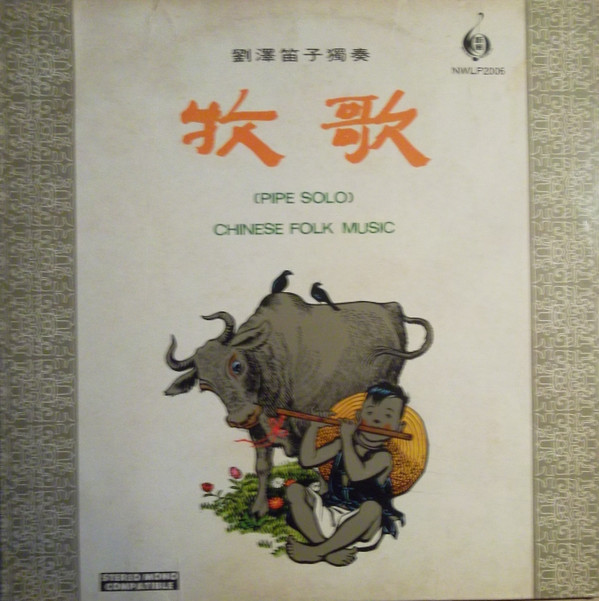 劉澤笛子獨奏
NWLP2006
牧歌
(PIPE SOLO)
CHINESE FOLK MUSIC
STEREO MONO
COMPATIBLE